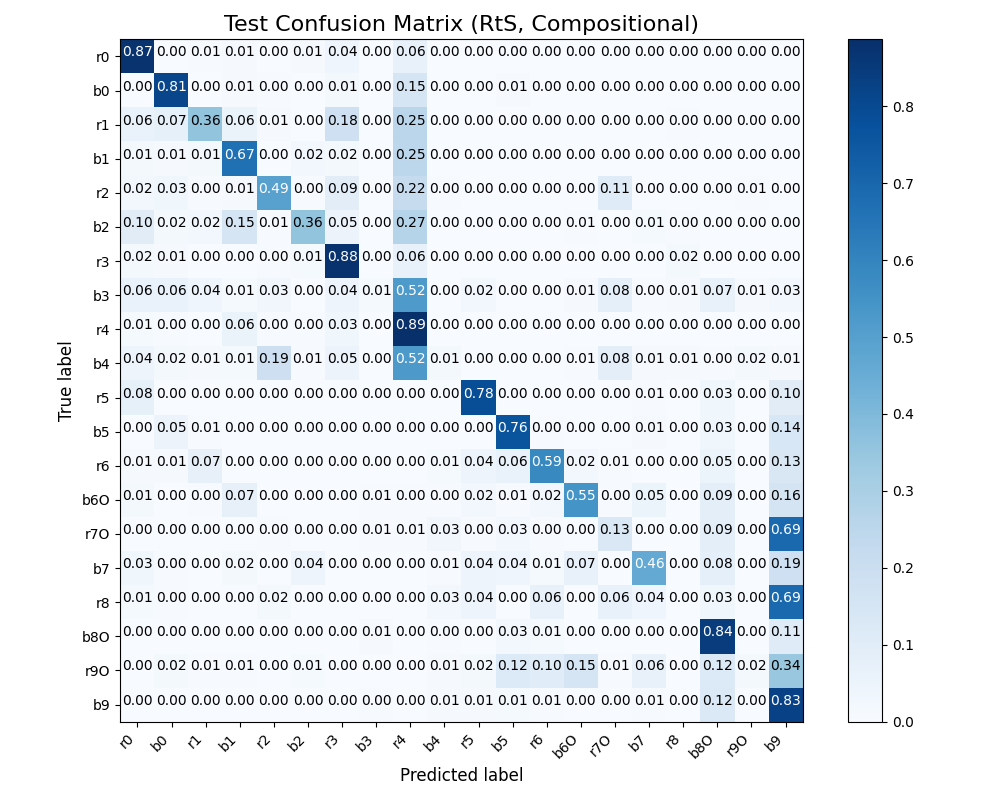 Test Confusion Matrix (RtS, Compositional)
r0 0.87 0.00 0.01 0.01 0.00 0.01 0.04 0.00 0.06 0.00 0.00 0.00 0.00 0.00 0.00 0.00 0.00 0.00 0.00 0.00
b0 0.00 0.81 0.00 0.01 0.00 0.00 0.01 0.00 0.15 0.00 0.00 0.01 0.00 0.00 0.00 0.00 0.00 0.00 0.00 0.00
r1 0.06 0.07 0.36 0.06 0.01 0.00 0.18 0.00 0.25 0.00 0.00 0.00 0.00 0.00 0.00 0.00 0.00 0.00 0.00 0.00
b1 0.01 0.01 0.01 0.67 0.00 0.02 0.02 0.00 0.25 0.00 0.00 0.00 0.00 0.00 0.00 0.00 0.00 0.00 0.00 0.00
r2 0.02 0.03 0.00 0.01 0.49 0.00 0.09 0.00 0.22 0.00 0.00 0.00 0.00 0.00 0.11 0.00 0.00 0.00 0.01 0.00
b2 0.10 0.02 0.02 0.15 0.01 0.36 0.05 0.00 0.27 0.00 0.00 0.00 0.00 0.01 0.00 0.01 0.00 0.00 0.00 0.00
r3 0.02 0.01 0.00 0.00 0.00 0.01 0.88 0.00 0.06 0.00 0.00 0.00 0.00 0.00 0.00 0.00 0.02 0.00 0.00 0.00
b3 0.06 0.06 0.04 0.01 0.03 0.00 0.04 0.01 0.52 0.00 0.02 0.00 0.00 0.01 0.08 0.00 0.01 0.07 0.01 0.03
r4 0.01 0.00 0.00 0.06 0.00 0.00 0.03 0.00 0.89 0.00 0.00 0.00 0.00 0.00 0.00 0.00 0.00 0.00 0.00 0.00
b4 0.04 0.02 0.01 0.01 0.19 0.01 0.05 0.00 0.52 0.01 0.00 0.00 0.00 0.01 0.08 0.01 0.01 0.00 0.02 0.01
r5 0.08 0.00 0.00 0.00 0.00 0.00 0.00 0.00 0.00 0.00 0.78 0.00 0.00 0.00 0.00 0.01 0.00 0.03 0.00 0.10
b5 0.00 0.05 0.01 0.00 0.00 0.00 0.00 0.00 0.00 0.00 0.00 0.76 0.00 0.00 0.00 0.01 0.00 0.03 0.00 0.14
r6 0.01 0.01 0.07 0.00 0.00 0.00 0.00 0.00 0.00 0.01 0.04 0.06 0.59 0.02 0.01 0.00 0.00 0.05 0.00 0.13
b6O 0.01 0.00 0.00 0.07 0.00 0.00 0.00 0.01 0.00 0.00 0.02 0.01 0.02 0.55 0.00 0.05 0.00 0.09 0.00 0.16
r7O 0.00 0.00 0.00 0.00 0.00 0.00 0.00 0.01 0.01 0.03 0.00 0.03 0.00 0.00 0.13 0.00 0.00 0.09 0.00 0.69
b7 0.03 0.00 0.00 0.02 0.00 0.04 0.00 0.00 0.00 0.01 0.04 0.04 0.01 0.07 0.00 0.46 0.00 0.08 0.00 0.19
r8 0.01 0.00 0.00 0.00 0.02 0.00 0.00 0.00 0.00 0.03 0.04 0.00 0.06 0.00 0.06 0.04 0.00 0.03 0.00 0.69
b8O 0.00 0.00 0.00 0.00 0.00 0.00 0.00 0.01 0.00 0.00 0.00 0.03 0.01 0.00 0.00 0.00 0.00 0.84 0.00 0.11
r9O 0.00 0.02 0.01 0.01 0.00 0.01 0.00 0.00 0.00 0.01 0.02 0.12 0.10 0.15 0.01 0.06 0.00 0.12 0.02 0.34
b9 0.00 0.00 0.00 0.00 0.00 0.00 0.00 0.00 0.00 0.01 0.01 0.01 0.01 0.00 0.00 0.01 0.00 0.12 0.00 0.83
r0 b0 r1 b1 r2 b2 r3 b3 r4 b4 r5 b5 r6 b6O r7O b7 r8 b8O r9O b9
Predicted label
True label
0.8
0.7
0.6
0.5
0.4
0.3
0.2
0.1
0.0